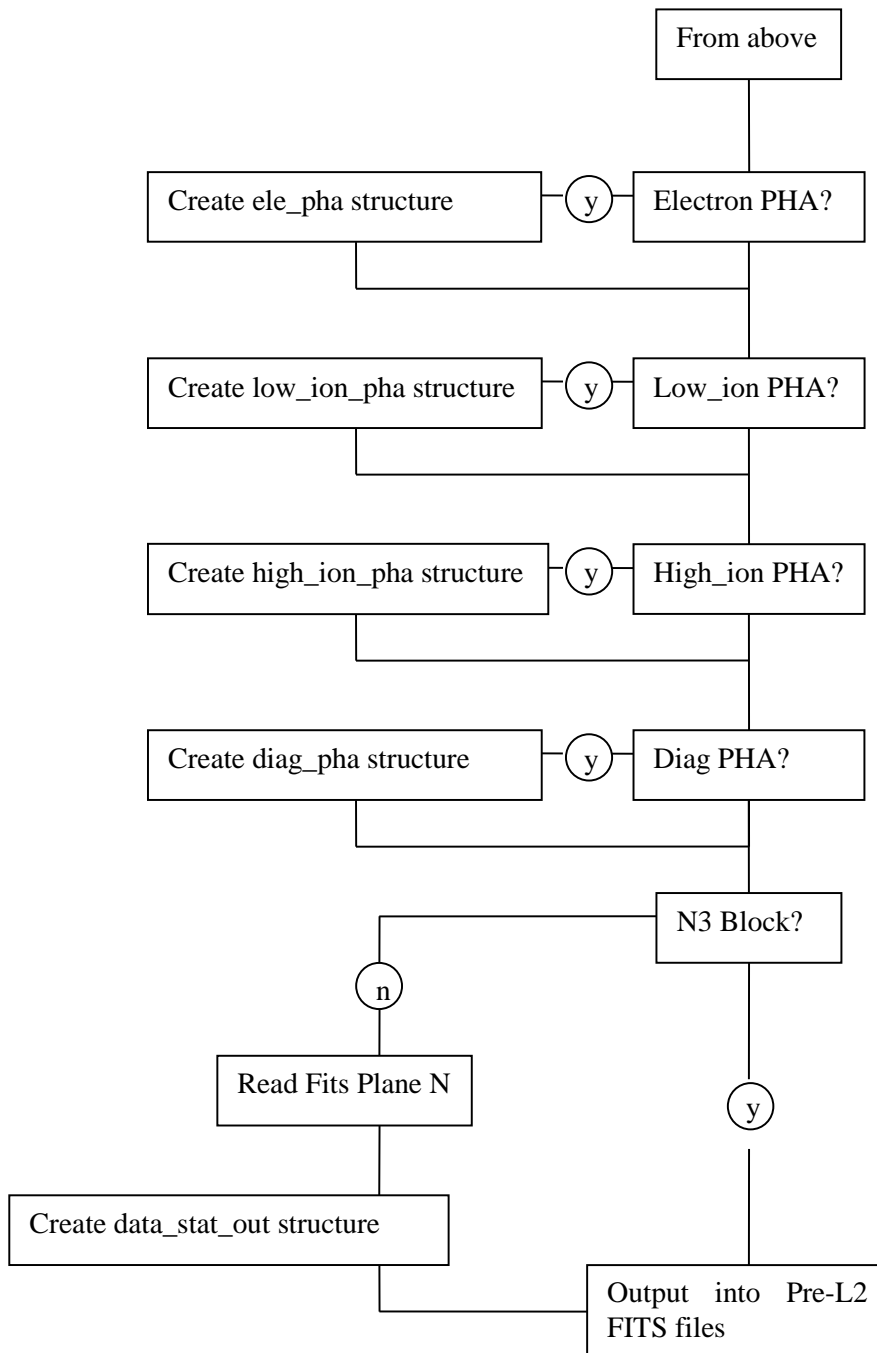 From above
Create ele_pha structure
y
Electron PHA?
Create low_ion_pha structure
y
Low_ion PHA?
Create high_ion_pha structure
y
High_ion PHA?
Create diag_pha structure
y
Diag PHA?
N3 Block?
n
Read Fits Plane N
y
Create data_stat_out structure
Output into Pre-L2
FITS files